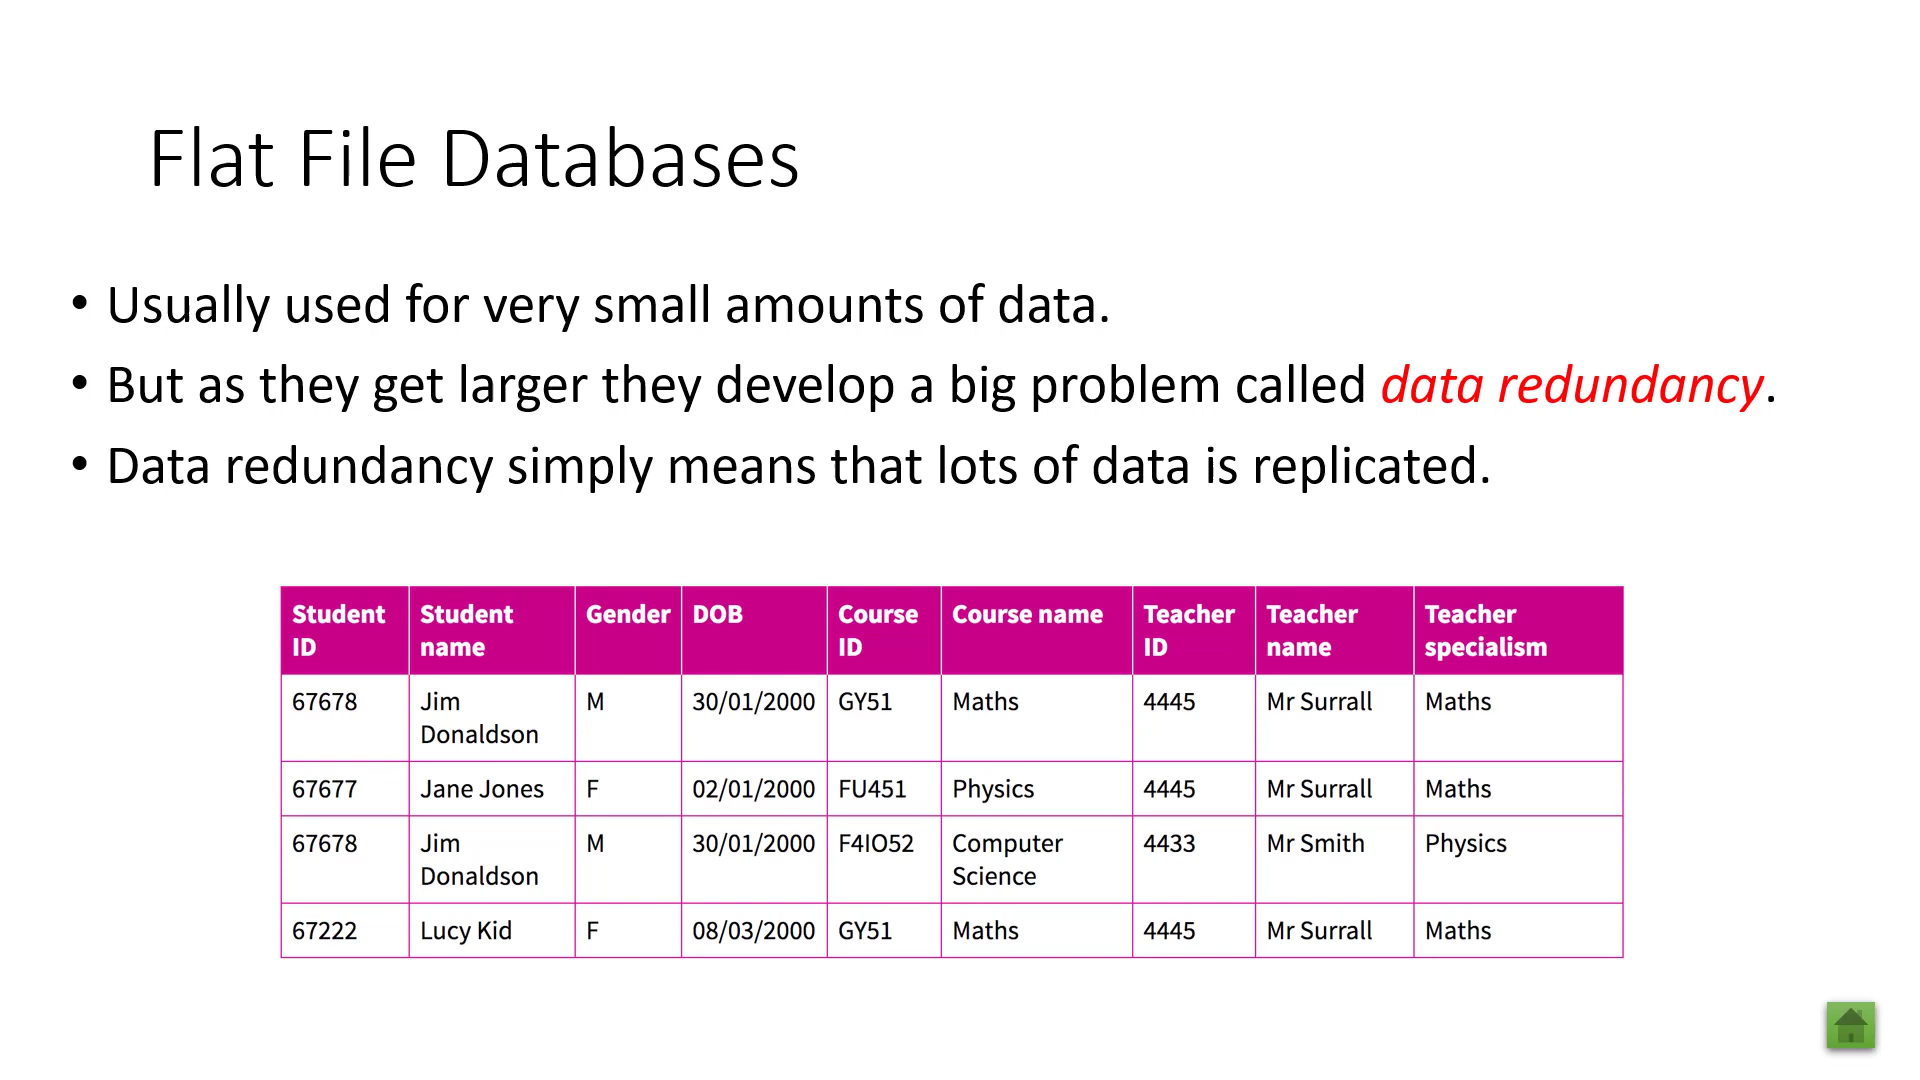 Flat File Databases
• Usually used for very small amounts of data.
• But as they get larger they develop a big problem called data redundancy.
• Data redundancy simply means that lots of data is replicated.
Student ID Student name Gender DOB Course ID Course name Teacher ID Teacher name Teacher specialism
67678 Jim Donaldson M 30/01/2000 GY51 Maths 4445 Mr Surrall Maths
67677 Jane Jones F 02/01/2000 FU451 Physics 4445 Mr Surrall Maths
67678 Jim Donaldson M 30/01/2000 F4IO52 Computer Science 4433 Mr Smith Physics
67222 Lucy Kid F 08/03/2000 GY51 Maths 4445 Mr Surrall Maths